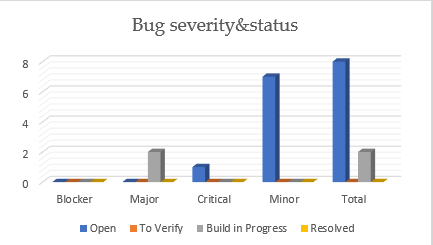 Bug severity&status
8
6
4
2
0
Blocker Major Critical Minor Total
Open To Verify Build in Progress Resolved